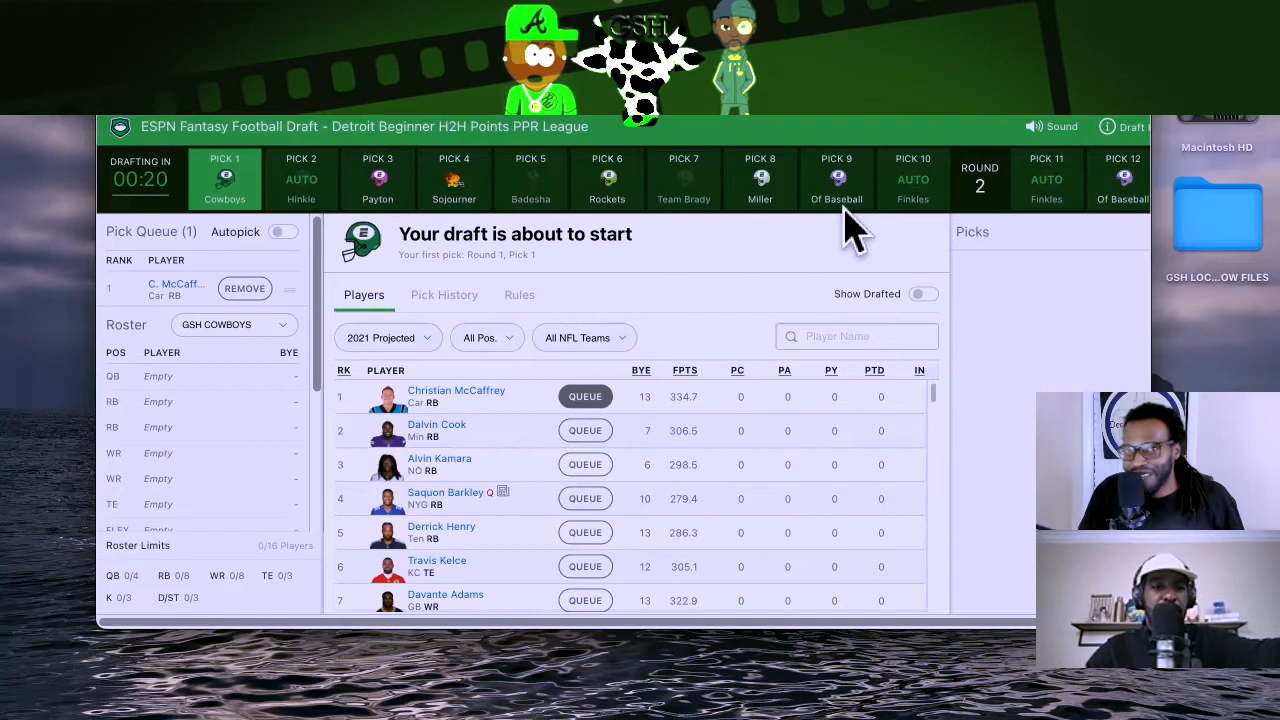 GSH
ESPN Fantasy Football Draft - Detroit Beginner H2H Points PPR League
Sound
Draft
DRAFTING IN
00:20
PICK 1
Cowboys
PICK 2
AUTO
Hinkle
PICK 3
Payton
PICK 4
Sojourner
PICK 5
Badesha
PICK 6
Rockets
PICK 7
Team Brady
PICK 8
Miller
PICK 9
Of Baseball
PICK 10
AUTO
Finkles
ROUND
2
PICK 11
AUTO
Finkles
PICK 12
Of Baseball
Macintosh HD
GSH LOC...OW FILES
Pick Queue (1) Autopick
RANK PLAYER
1 C. McCaff... REMOVE
Car RB
Roster GSH COWBOYS
POS PLAYER BYE
QB Empty -
RB Empty -
RB Empty -
WR Empty -
WR Empty -
TE Empty -
FLEX Empty -
Roster Limits 0/16 Players
QB 0/4 RB 0/8 WR 0/8 TE 0/3
K 0/3 D/ST 0/3
Your draft is about to start
Your first pick: Round 1, Pick 1
Players Pick History Rules Show Drafted
2021 Projected All Pos. All NFL Teams Player Name
RK PLAYER BYE FPTS PC PA PY PTD IN
1 Christian McCaffrey QUEUE 13 334.7 0 0 0 0
Car RB
2 Dalvin Cook QUEUE 7 306.5 0 0 0 0
Min RB
3 Alvin Kamara QUEUE 6 298.5 0 0 0 0
NO RB
4 Saquon Barkley Q QUEUE 10 279.4 0 0 0 0
NYG RB
5 Derrick Henry QUEUE 13 286.3 0 0 0 0
Ten RB
6 Travis Kelce QUEUE 12 305.1 0 0 0 0
KC TE
7 Davante Adams QUEUE 13 322.9 0 0 0 0
GB WR
Picks